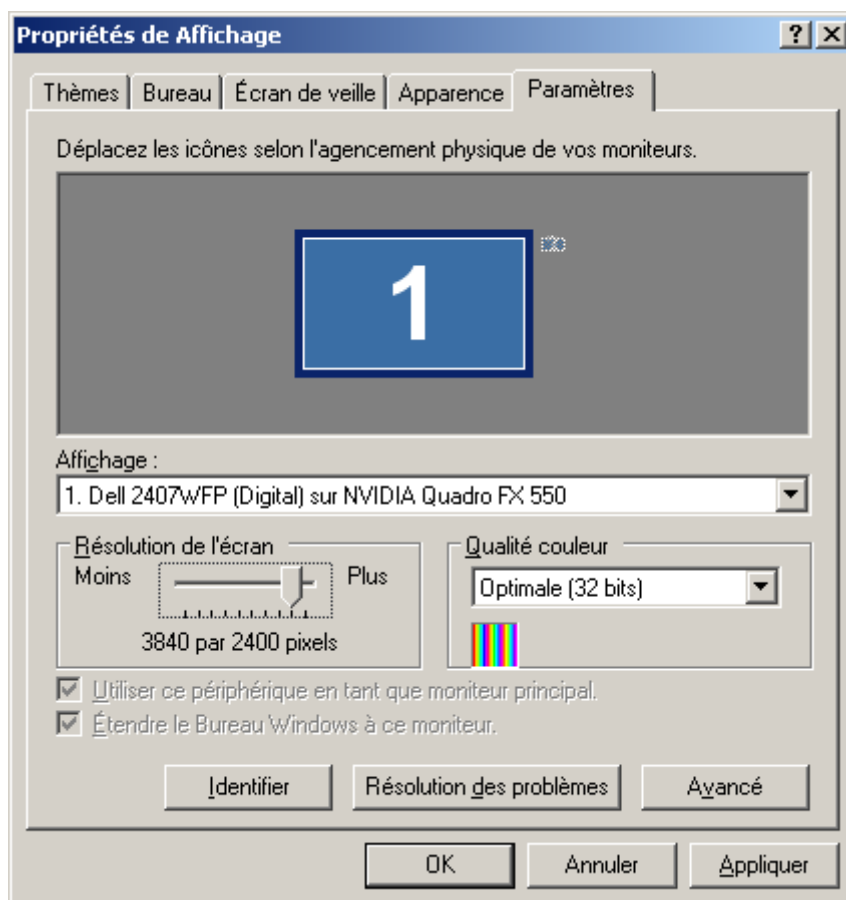 Propriétés de Affichage
Thèmes Bureau Écran de veille Apparence Paramètres
Déplacez les icônes selon l'agencement physique de vos moniteurs.
1
2
Affichage :
1. Dell 2407WFP (Digital) sur NVIDIA Quadro FX 550
Résolution de l'écran
Moins Plus
3840 par 2400 pixels
Qualité couleur
Optimale (32 bits)
Utiliser ce périphérique en tant que moniteur principal.
Étendre le Bureau Windows à ce moniteur.
Identifier Résolution des problèmes Avancé
OK Annuler Appliquer